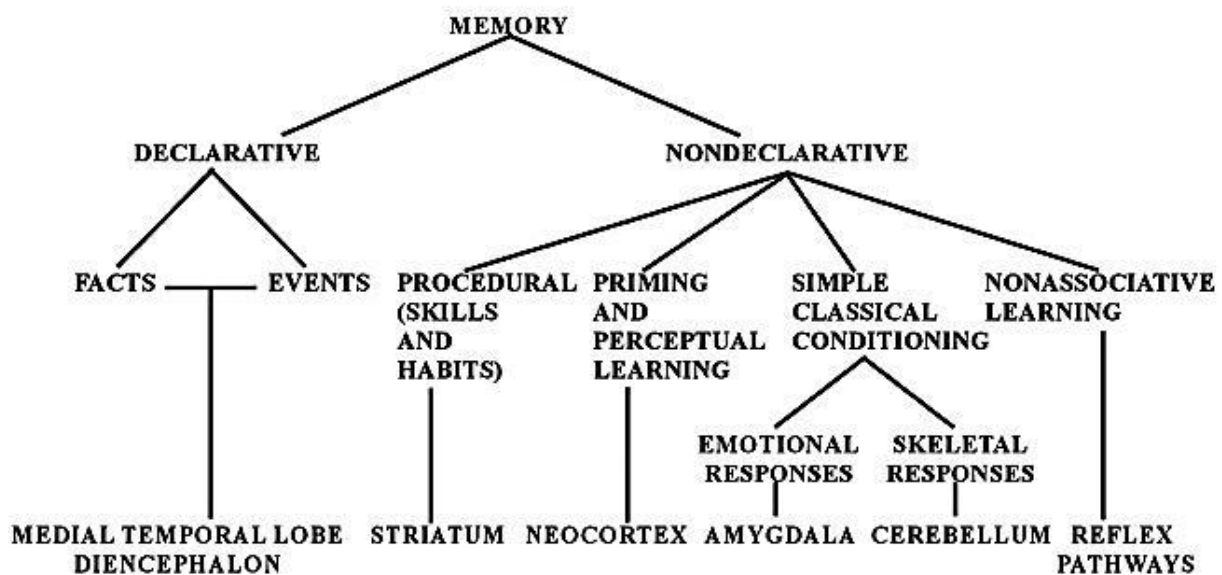 MEMORY
DECLARATIVE
NONDECLARATIVE
FACTS
EVENTS
PROCEDURAL
(SKILLS
AND
HABITS)
PRIMING
AND
PERCEPTUAL
LEARNING
SIMPLE
CLASSICAL
CONDITIONING
NONASSOCIATIVE
LEARNING
EMOTIONAL
RESPONSES
SKELETAL
RESPONSES
MEDIAL TEMPORAL LOBE
DIENCEPHALON
STRIATUM
NEOCORTEX
AMYGDALA
CEREBELLUM
REFLEX
PATHWAYS